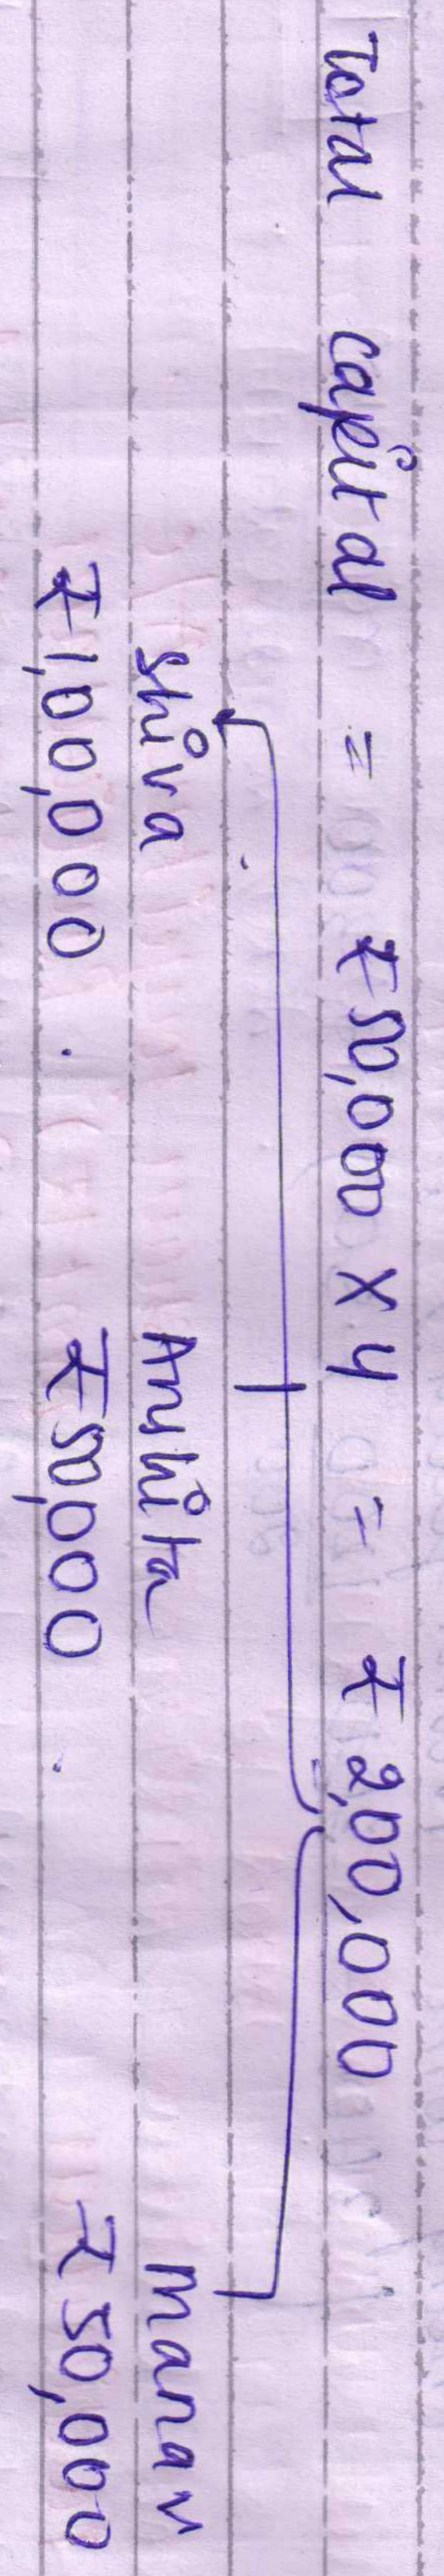 Total capital = ₹50,000 x 4 = ₹2,00,000
Shiva Anshita Manav
₹1,00,000 ₹50,000 ₹50,000